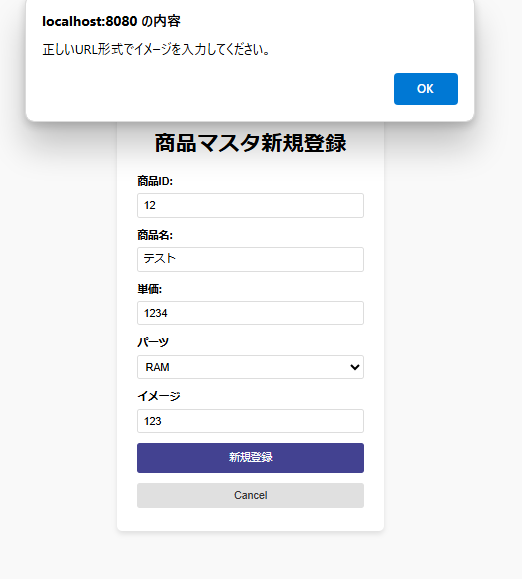 localhost:8080 の内容
正しいURL形式でイメージを入力してください。
OK
商品マスタ新規登録
商品ID:
12
商品名:
テスト
単価:
1234
パーツ
RAM
イメージ
123
新規登録
Cancel